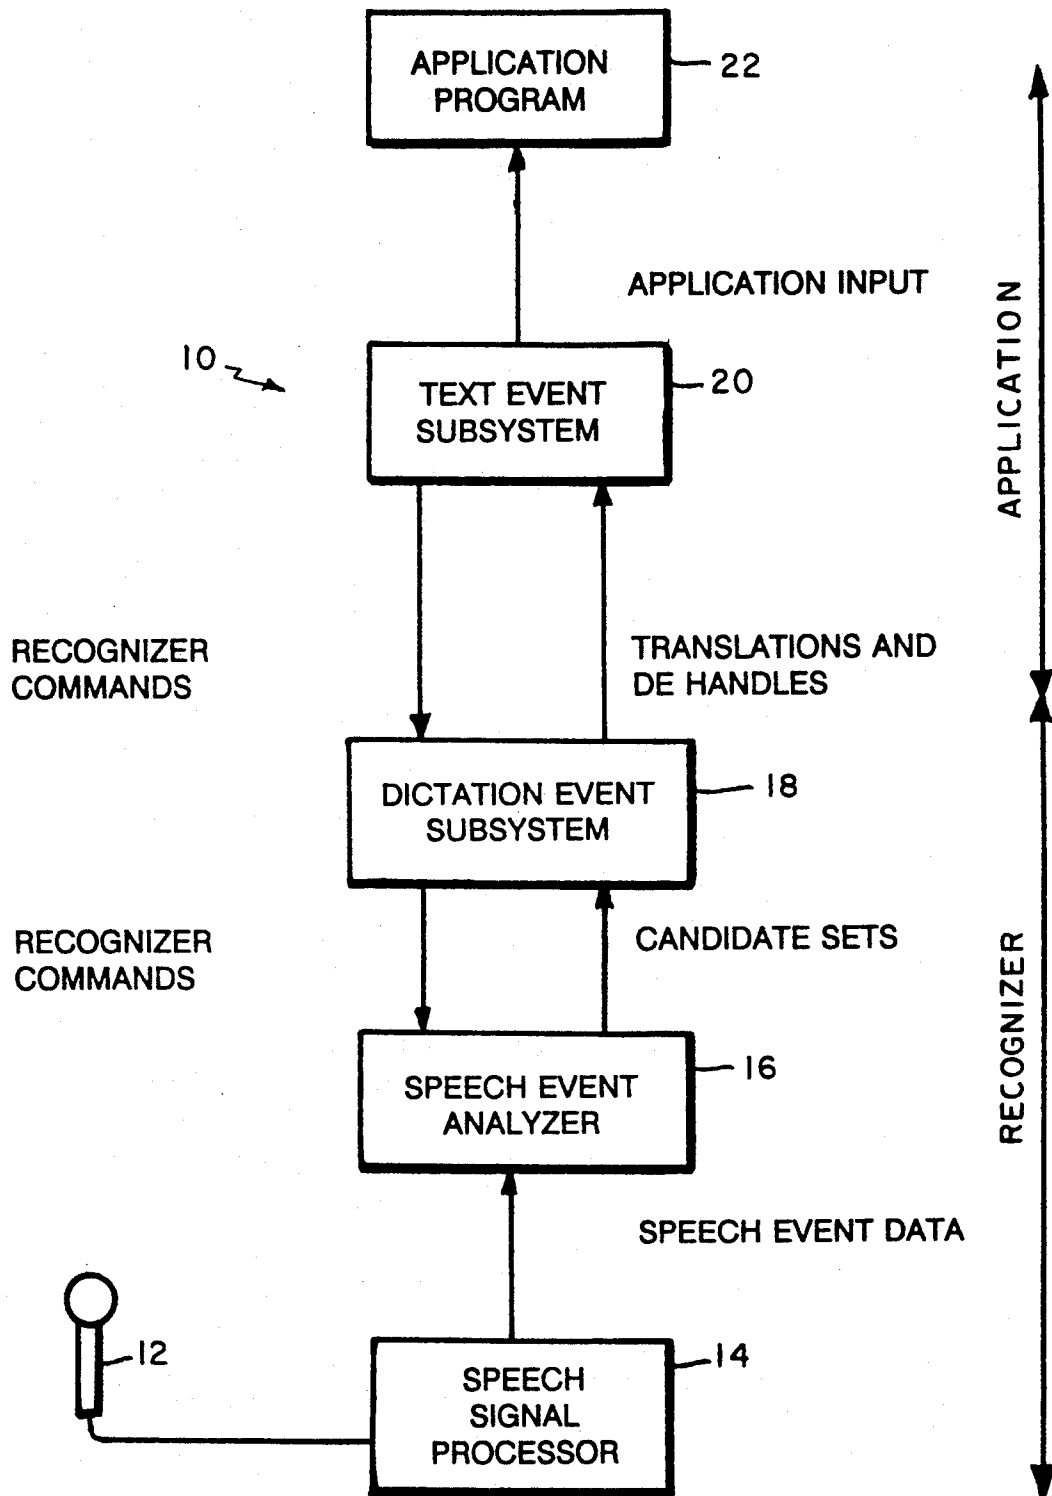 APPLICATION
PROGRAM
22
APPLICATION INPUT
10
TEXT EVENT
SUBSYSTEM
20
APPLICATION
RECOGNIZER
COMMANDS
TRANSLATIONS AND
DE HANDLES
DICTATION EVENT
SUBSYSTEM
18
RECOGNIZER
COMMANDS
CANDIDATE SETS
RECOGNIZER
SPEECH EVENT
ANALYZER
16
SPEECH EVENT DATA
12
SPEECH
SIGNAL
PROCESSOR
14